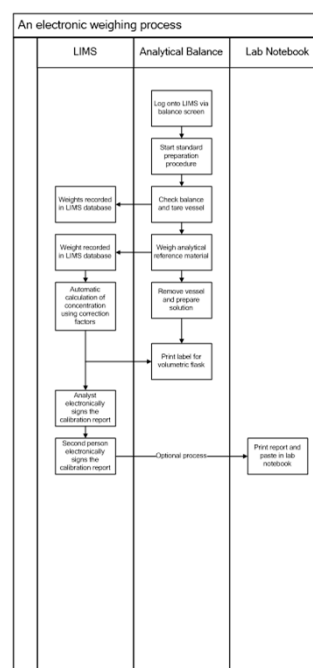 An electronic weighing process
LIMS
Analytical Balance
Lab Notebook
Log onto LIMS via
balance screen
Start standard
preparation
procedure
Weights recorded
in LIMS database
Check balance
and tare vessel
Weight recorded
in LIMS database
Weigh analytical
reference material
Automatic
calculation of
concentration
using correction
factors
Remove vessel
and prepare
solution
Print label for
volumetric flask
Analyst
electronically
signs the
calibration report
Second person
electronically
signs the
calibration report
Optional process
Print report and
paste in lab
notebook